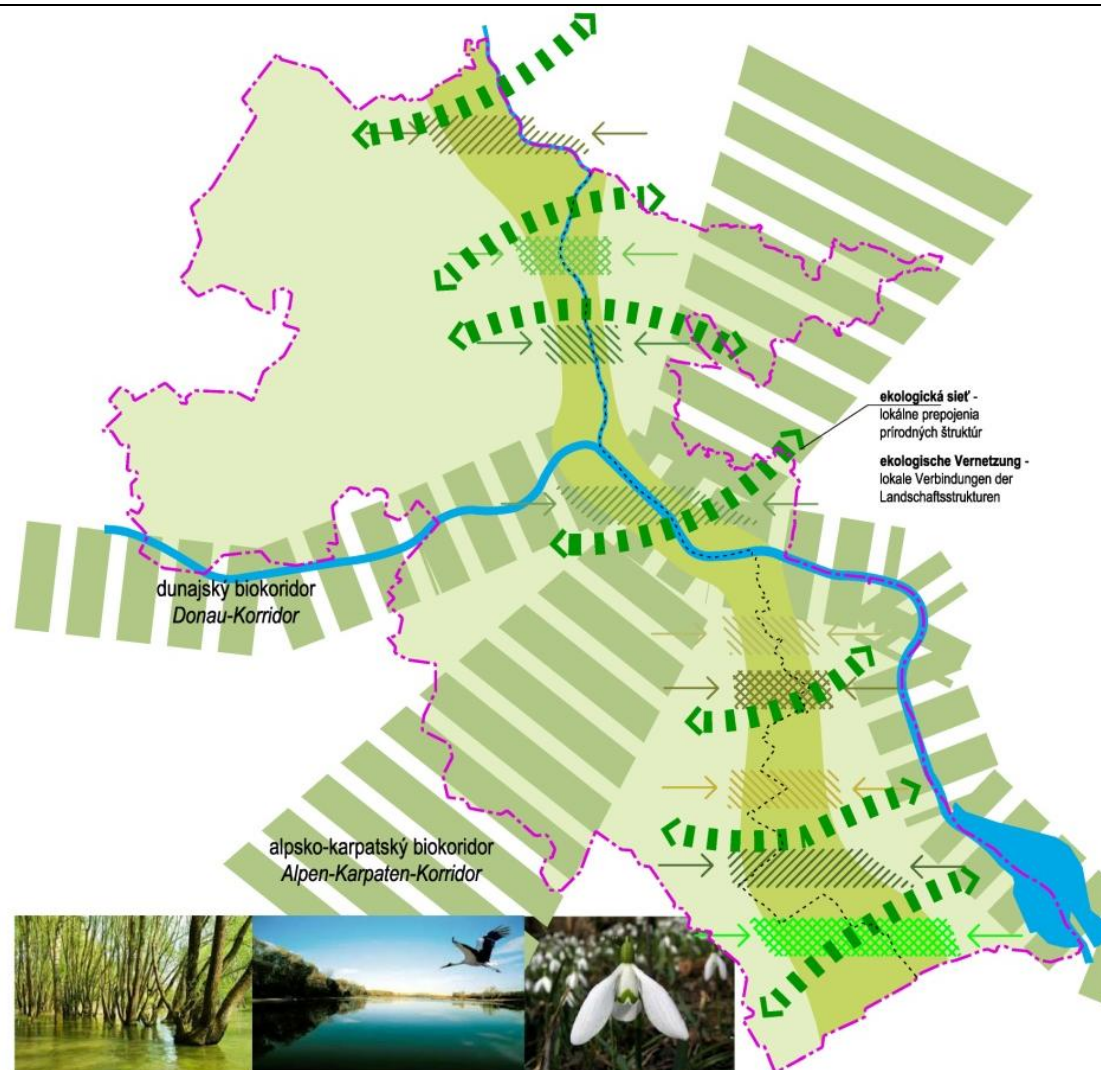 ekologická sieť -
lokálne prepojenia
prírodných štruktúr
ekologische Vernetzung -
lokale Verbindungen der
Landschaftsstrukturen
dunajský biokoridor
Donau-Korridor
alpsko-karpatský biokoridor
Alpen-Karpaten-Korridor